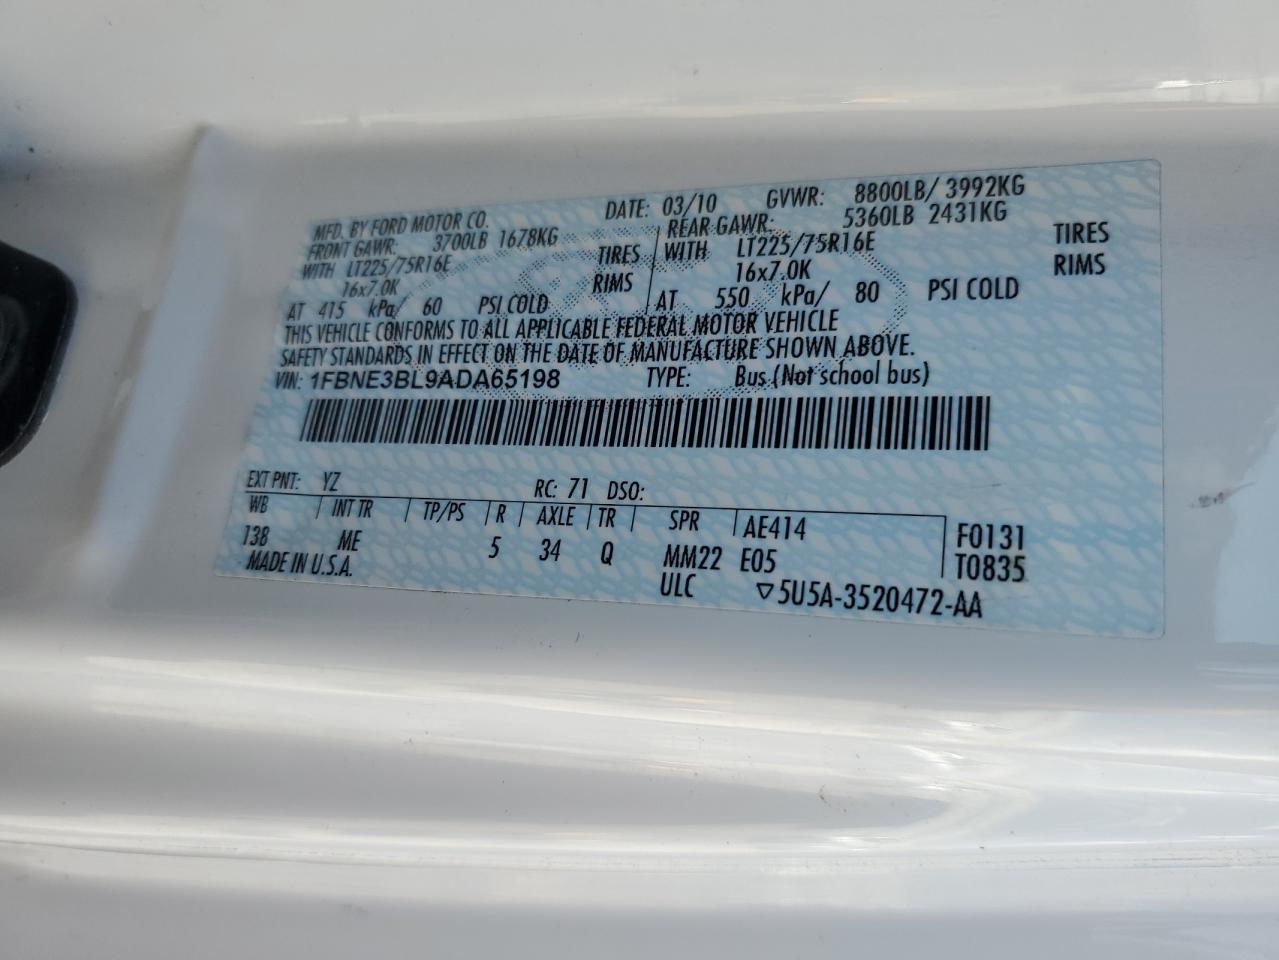 MFD. BY FORD MOTOR CO. DATE: 03/10 GVWR: 8800LB/ 3992KG
FRONT GAWR: 3700LB 1678KG REAR GAWR: 5360LB 2431KG
WITH LT225/75R16E TIRES WITH LT225/75R16E TIRES
16x7.0K RIMS 16x7.0K RIMS
AT 415 kPa/ 60 PSI COLD AT 550 kPa/ 80 PSI COLD
THIS VEHICLE CONFORMS TO ALL APPLICABLE FEDERAL MOTOR VEHICLE
SAFETY STANDARDS IN EFFECT ON THE DATE OF MANUFACTURE SHOWN ABOVE.
VIN: 1FBNE3BL9ADA65198 TYPE: Bus (Not school bus)
EXT PNT: YZ RC: 71 DSO:
WB INT TR TP/PS R AXLE TR SPR AE414 F0131
138 ME 5 34 Q MM22 E05 T0835
MADE IN U.S.A. ULC ▽5U5A-3520472-AA